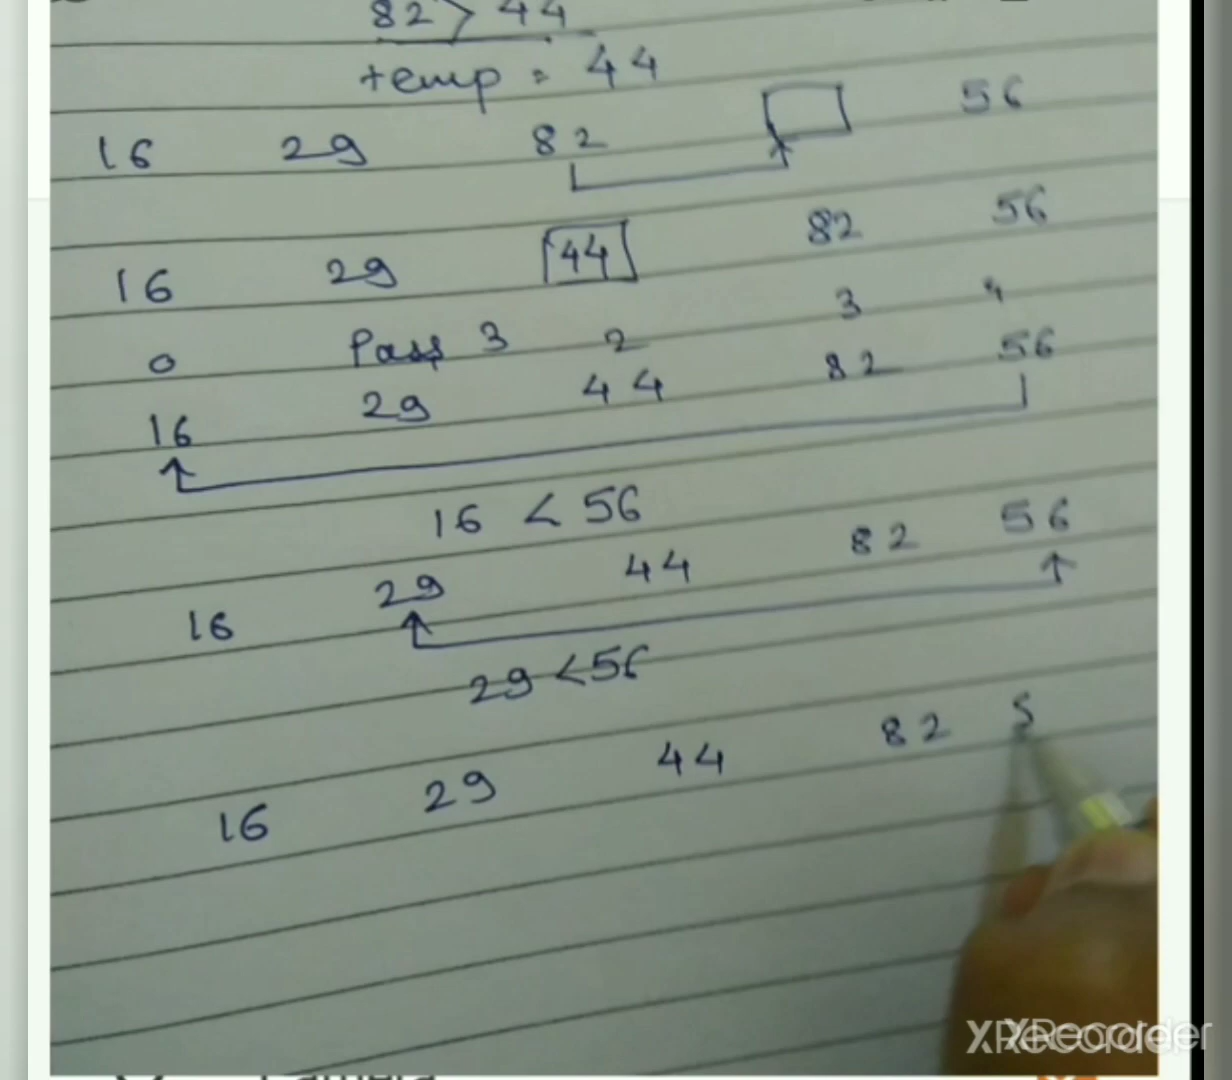 82 > 44
temp = 44
16 29 82 56
16 29 44 82 56
Pass 3
0 2 3 4
16 29 44 82 56
16 < 56
16 29 44 82 56
29 < 56
16 29 44 82 5
XRecorder